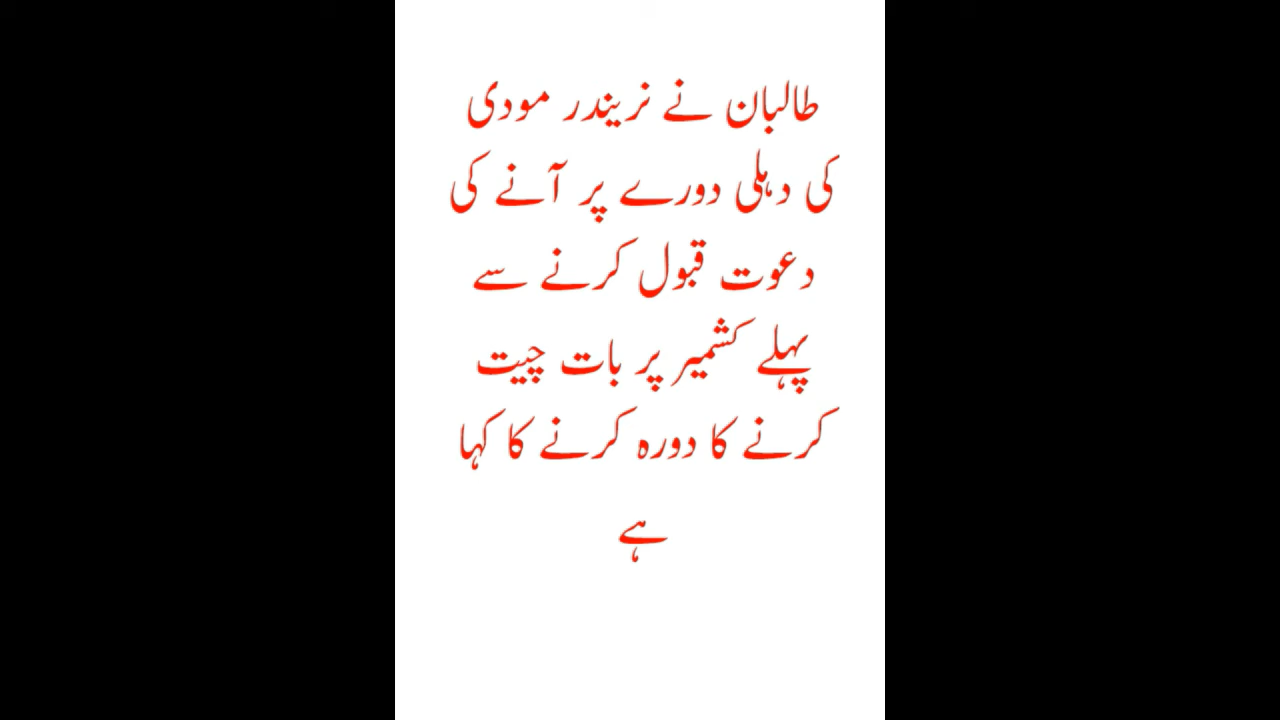 طالبان نے نریندر مودی
کی دہلی دورے پر آنے کی
دعوت قبول کرنے سے
پہلے کشمیر پر بات چیت
کرنے کا دورہ کرنے کا کہا
ہے